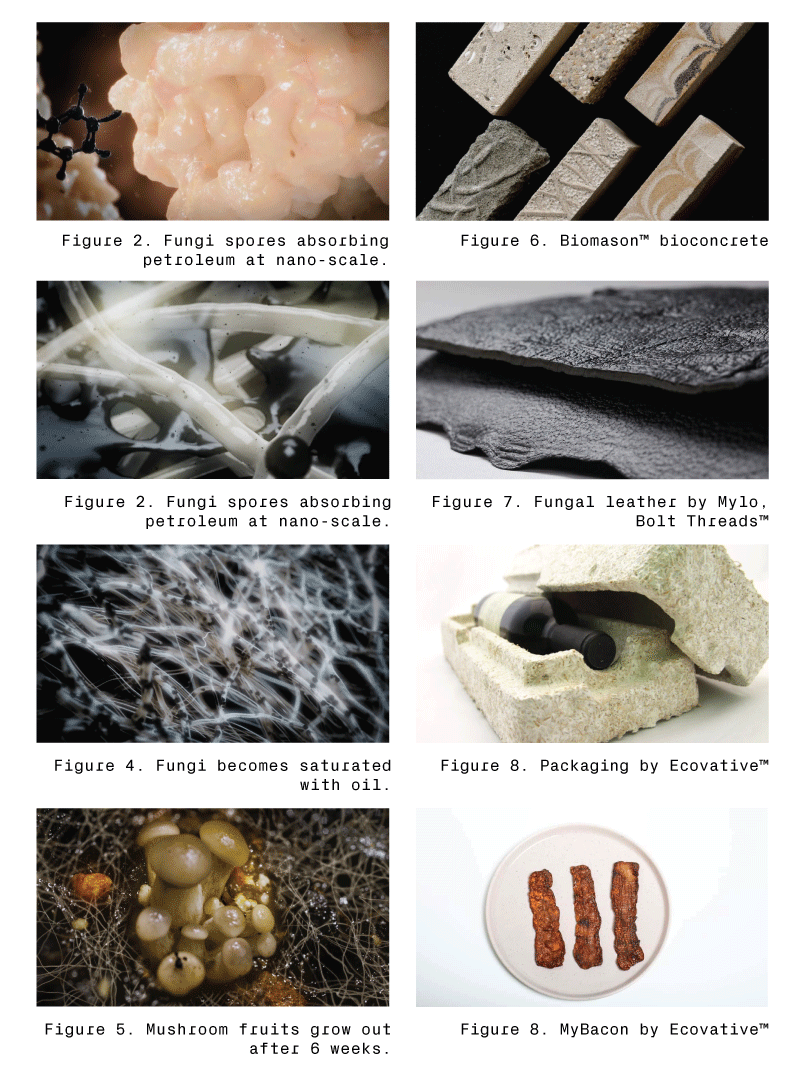 Figure 2. Fungi spores absorbing
petroleum at nano-scale.
Figure 2. Fungi spores absorbing
petroleum at nano-scale.
Figure 4. Fungi becomes saturated
with oil.
Figure 5. Mushroom fruits grow out
after 6 weeks.
Figure 6. Biomason™ bioconcrete
Figure 7. Fungal leather by Mylo,
Bolt Threads™
Figure 8. Packaging by Ecovative™
Figure 8. MyBacon by Ecovative™